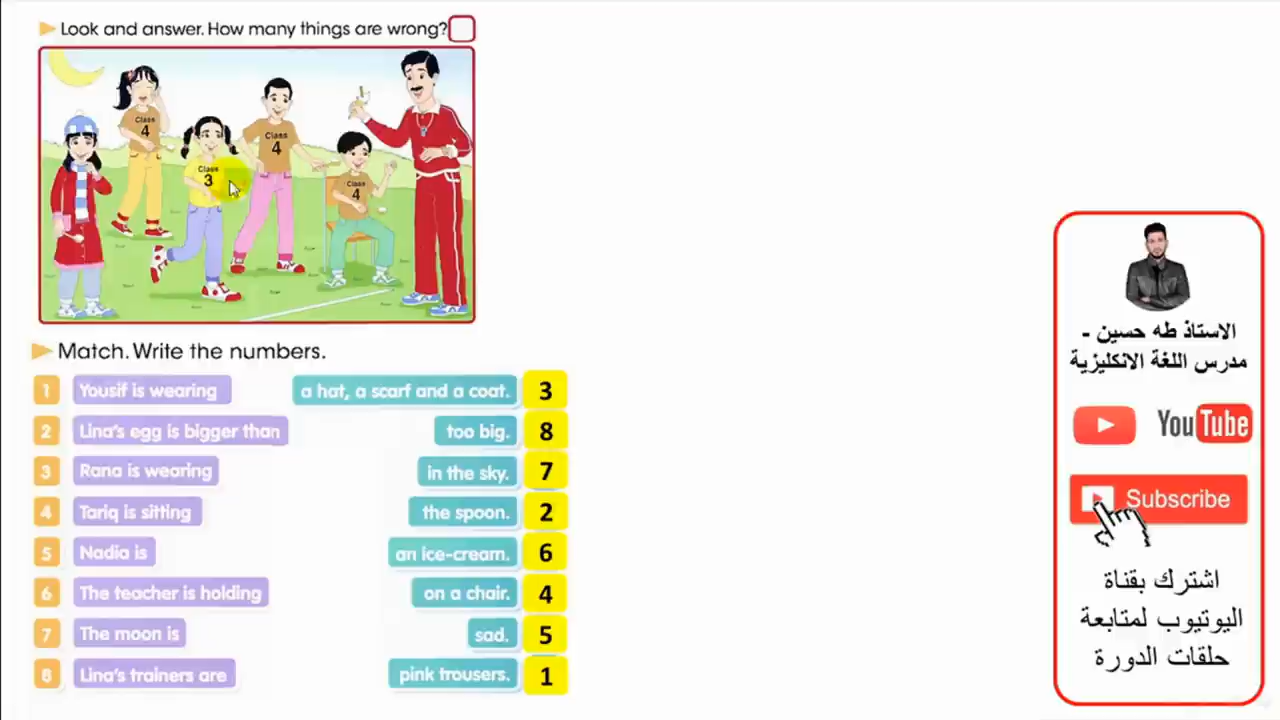 Look and answer. How many things are wrong?
Class
4
Class
3
Class
4
Class
4
Match. Write the numbers.
1 Yousif is wearing a hat, a scarf and a coat. 3
2 Lina's egg is bigger than too big. 8
3 Rana is wearing in the sky. 7
4 Tariq is sitting the spoon. 2
5 Nadia is an ice-cream. 6
6 The teacher is holding on a chair. 4
7 The moon is sad. 5
8 Lina's trainers are pink trousers. 1
الاستاذ طه حسين -
مدرس اللغة الانكليزية
YouTube
Subscribe
اشترك بقناة
اليوتيوب لمتابعة
حلقات الدورة